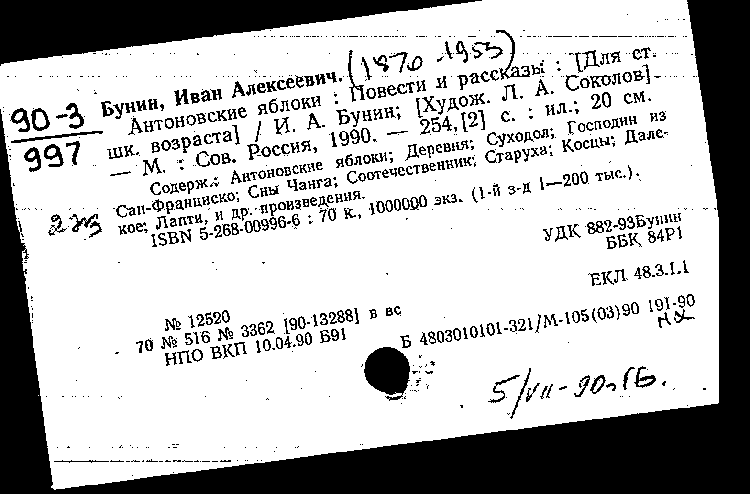 90-3
997
2 экз
Бунин, Иван Алексеевич. (1870-1953)
Антоновские яблоки : Повести и рассказы : [Для ст.
шк. возраста] / И. А. Бунин; [Худож. Л. А. Соколов].
— М. : Сов. Россия, 1990. — 254,[2] с. : ил.; 20 см.
Содерж.: Антоновские яблоки; Деревня; Суходол; Господин из
Сан-Франциско; Сны Чанга; Соотечественник; Старуха; Косцы; Дале-
кое; Лапти, и др. произведения.
ISBN 5-268-00996-6 : 70 к., 1000000 экз. (1-й з-д 1—200 тыс.).
УДК 882-93Бунин
ББК 84Р1
ЕКЛ 48.3.1.1
№ 12520
70 № 516 № 3362 [90-13288] в вс
НПО ВКП 10.04.90 Б91
Б 4803010101-321/М-105(03)90 191-90
5/VII-90